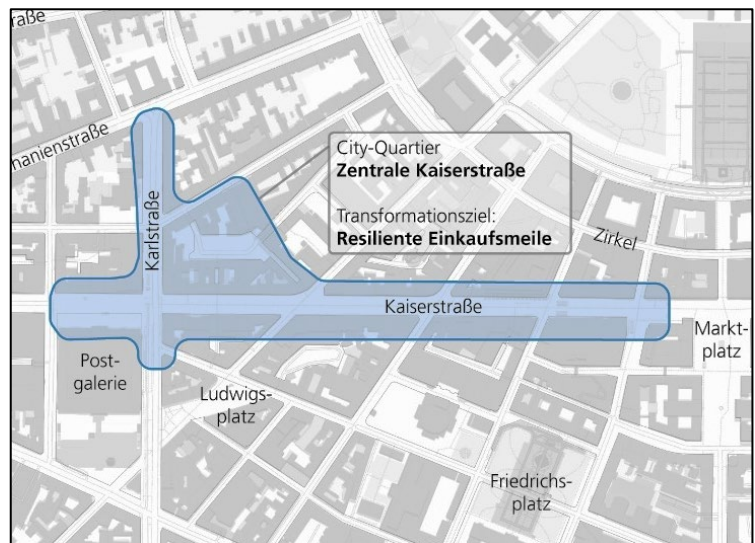 raße
nanienstraße
City-Quartier
Zentrale Kaiserstraße
Transformationsziel:
Resiliente Einkaufsmeile
Karlstraße
Zirkel
Kaiserstraße
Markt-
platz
Post-
galerie
Ludwigs-
platz
Friedrichs-
platz